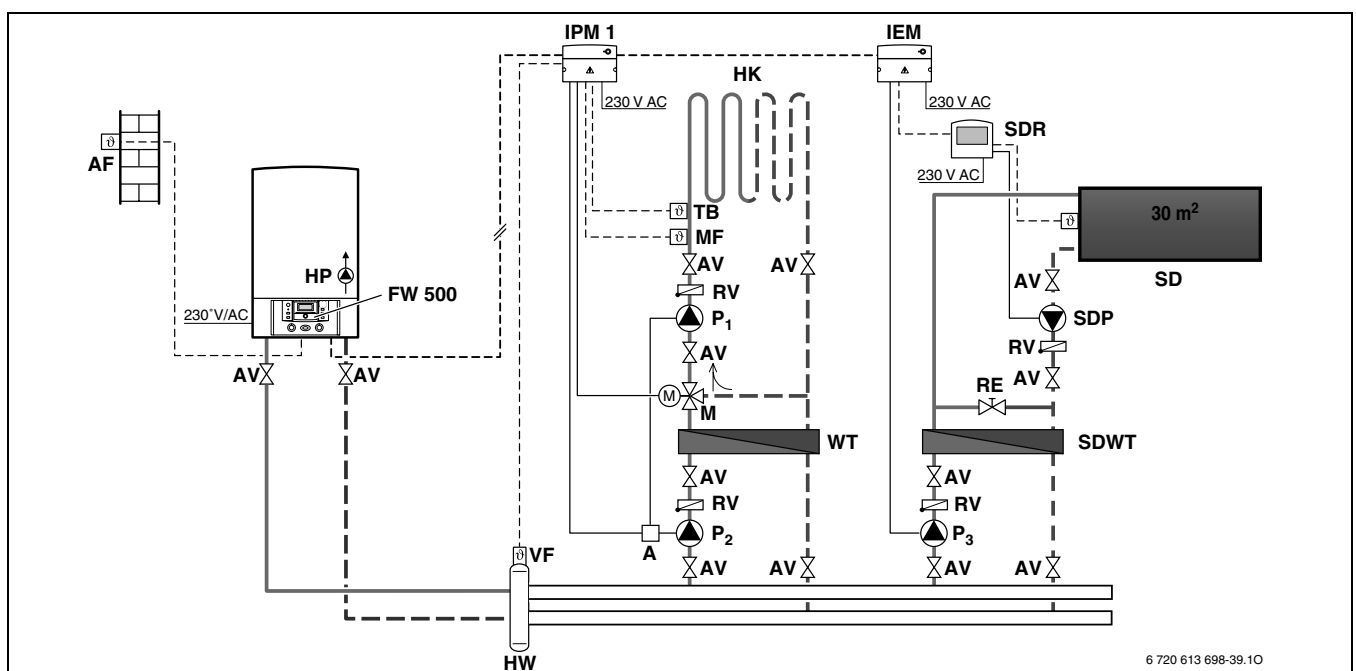 IPM 1
IEM
HK
230 V AC
230 V AC
SDR
230 V AC
ϑ
AF
ϑ
TB
ϑ
MF
ϑ
30 m²
SD
HP
FW 500
230˚V/AC
AV
AV
AV
AV
AV
RV
P₁
SDP
RV
AV
AV
RE
M
M
WT
SDWT
AV
AV
RV
RV
A
P₂
P₃
ϑ
VF
AV
AV
AV
AV
HW
6 720 613 698-39.1O